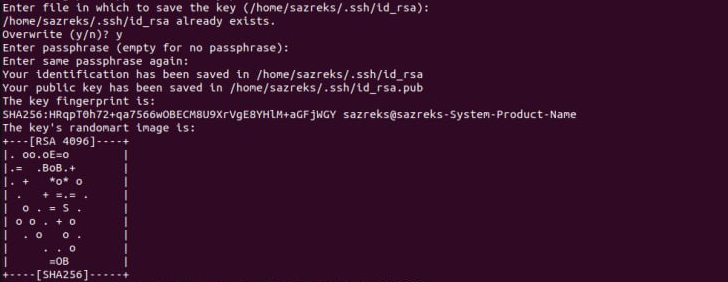 Enter file in which to save the key (/home/sazreks/.ssh/id_rsa):
/home/sazreks/.ssh/id_rsa already exists.
Overwrite (y/n)? y
Enter passphrase (empty for no passphrase):
Enter same passphrase again:
Your identification has been saved in /home/sazreks/.ssh/id_rsa
Your public key has been saved in /home/sazreks/.ssh/id_rsa.pub
The key fingerprint is:
SHA256:HRqpT0h72+qa7566wOBECM8U9XrVgE8YHlM+aGFjWGY sazreks@sazreks-System-Product-Name
The key's randomart image is:
+---[RSA 4096]----+
|. oo.oE=o        |
|.=  .BoB.+       |
|. +   *o* o      |
| .   + =.= .     |
|  o . = S .      |
| o o . + o       |
|  . o   o .      |
|     . . o       |
|      =OB        |
+----[SHA256]-----+